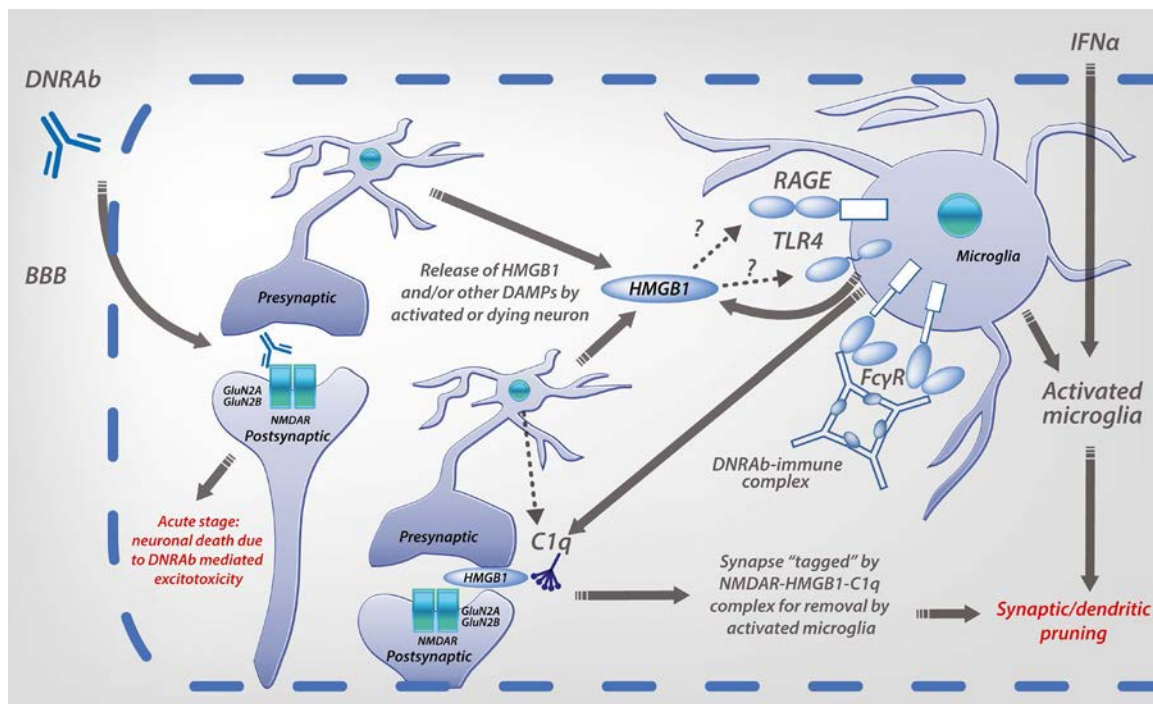 DNRAb
BBB
IFNα
Presynaptic
GluN2A
GluN2B
NMDAR
Postsynaptic
Acute stage:
neuronal death due
to DNRAb mediated
excitotoxicity
Release of HMGB1
and/or other DAMPs by
activated or dying neuron
HMGB1
?
?
RAGE
TLR4
Microglia
FcγR
DNRAb-immune
complex
Activated
microglia
Presynaptic
C1q
HMGB1
GluN2A
GluN2B
NMDAR
Postsynaptic
Synapse “tagged” by
NMDAR-HMGB1-C1q
complex for removal by
activated microglia
Synaptic/dendritic
pruning